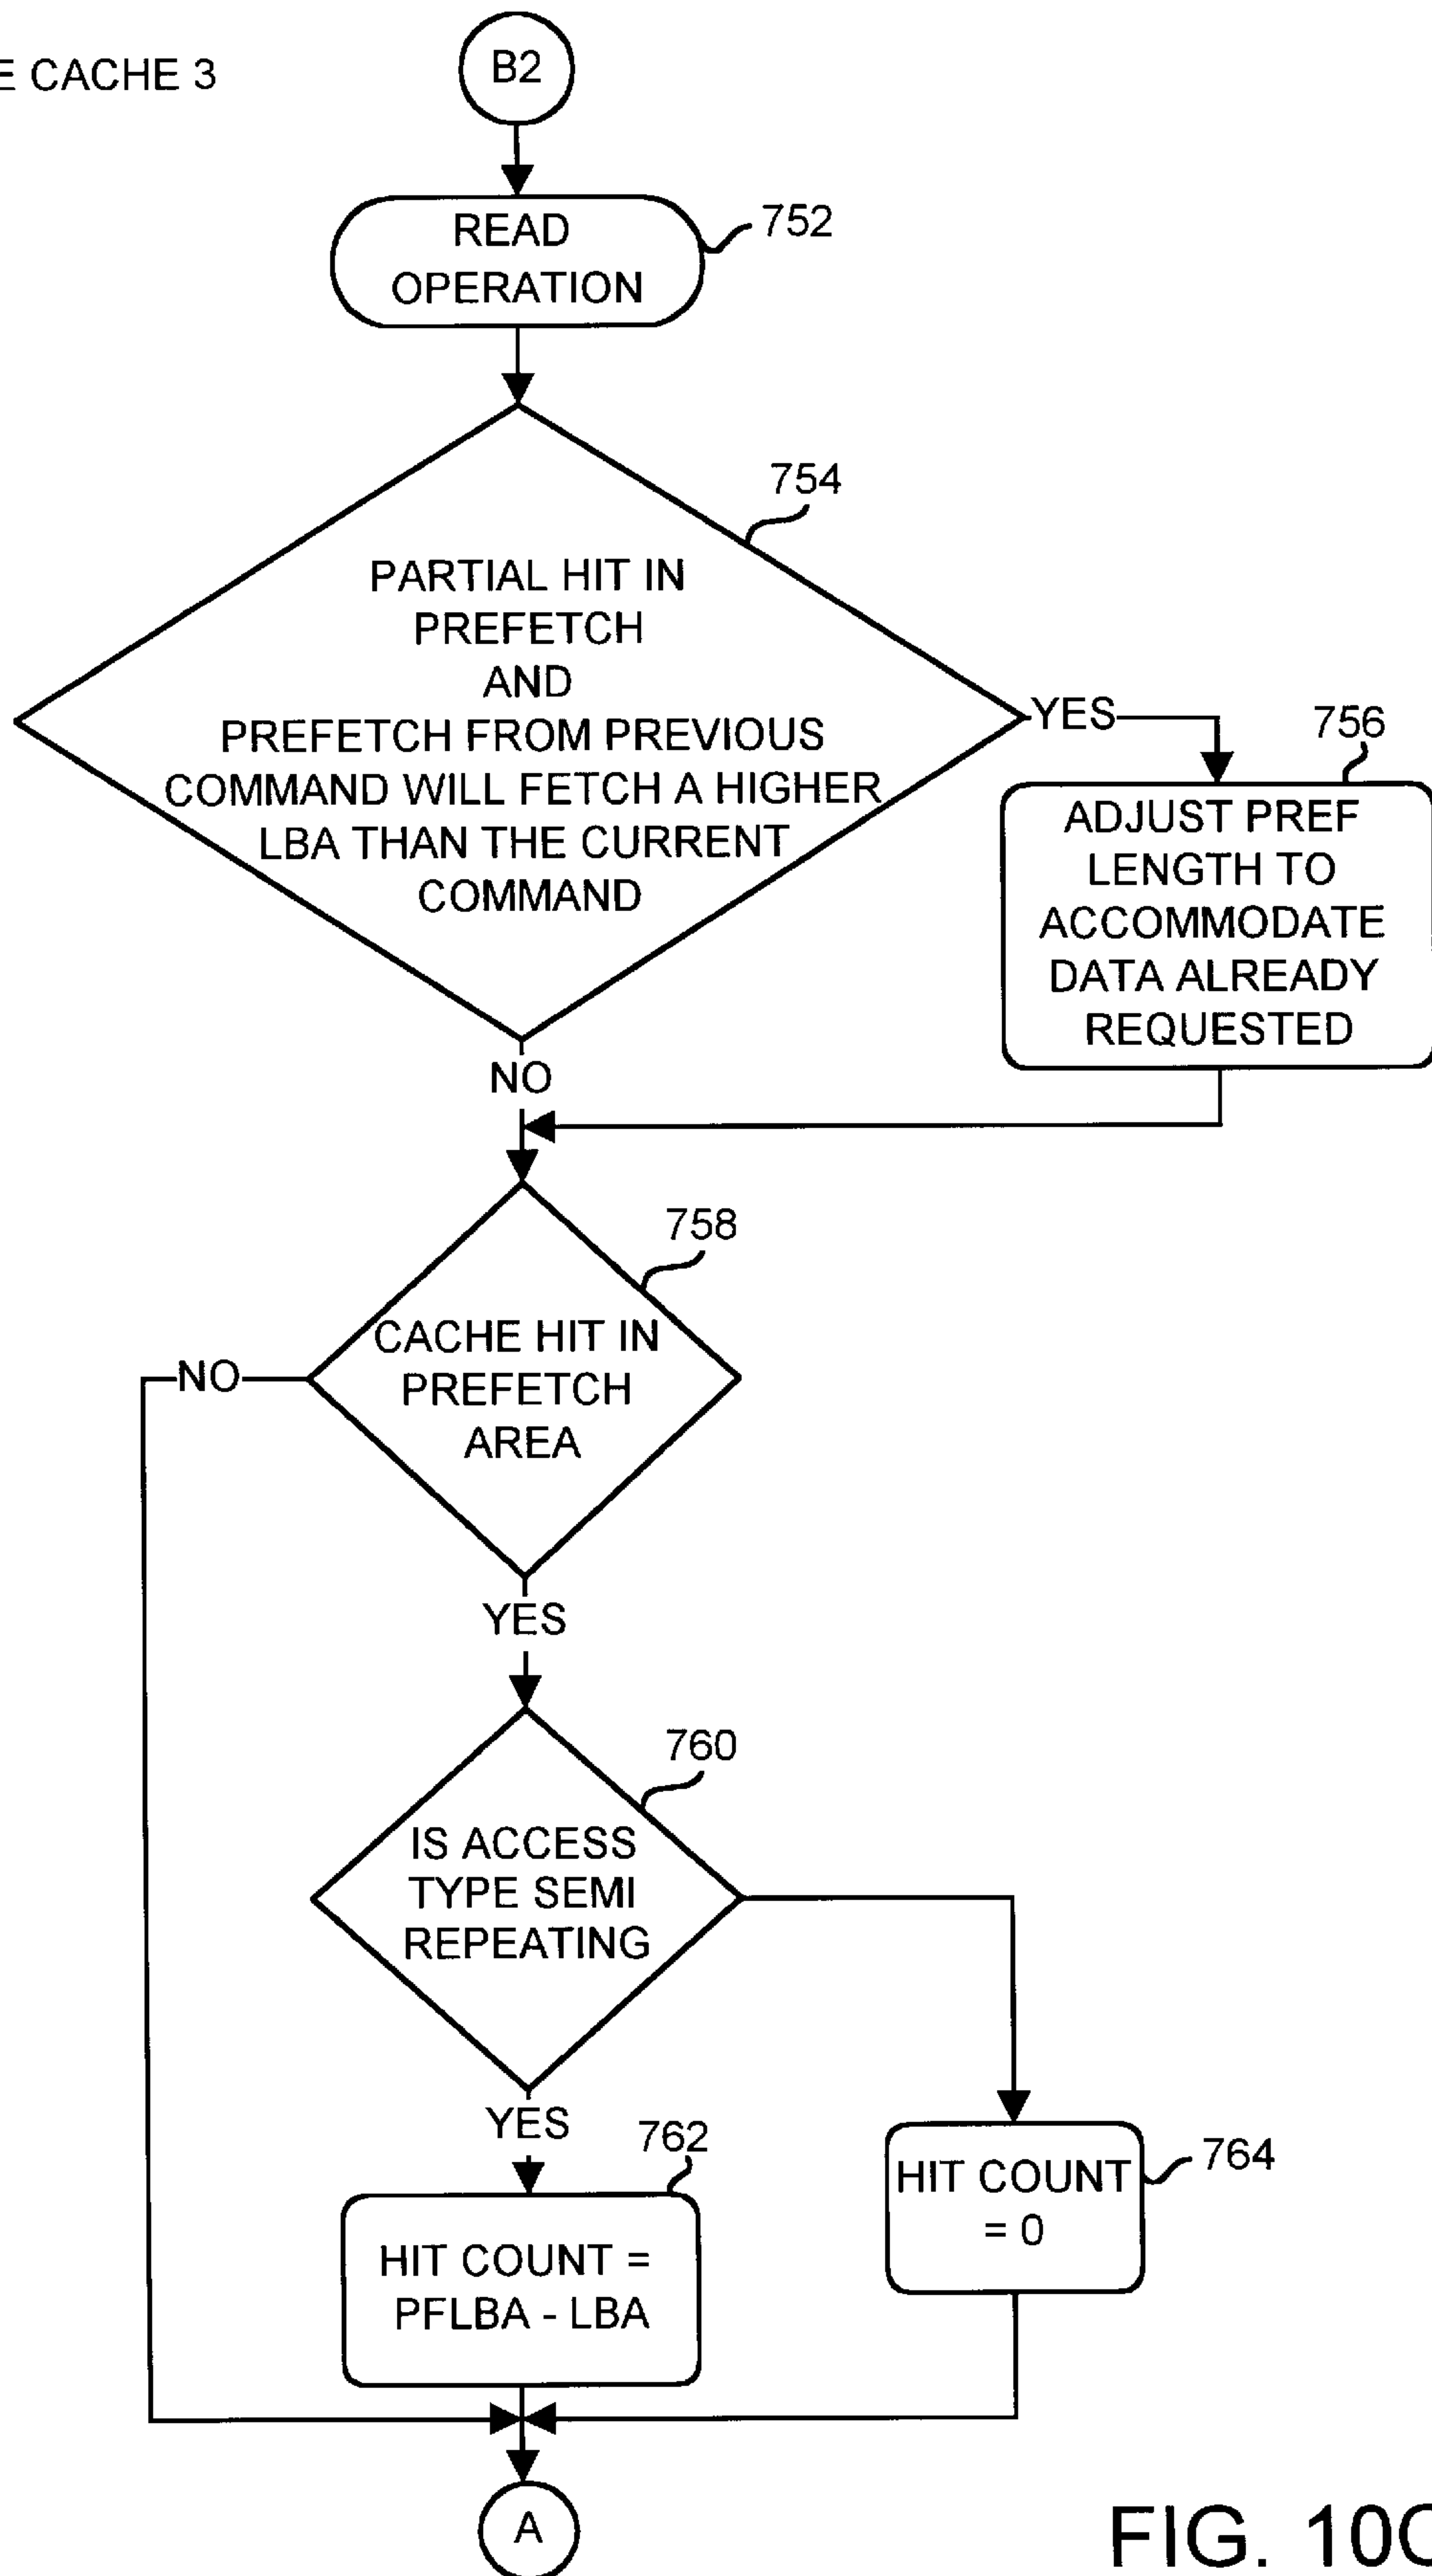 E CACHE 3
B2
READ
OPERATION
752
754
PARTIAL HIT IN
PREFETCH
AND
PREFETCH FROM PREVIOUS
COMMAND WILL FETCH A HIGHER
LBA THAN THE CURRENT
COMMAND
YES
756
ADJUST PREF
LENGTH TO
ACCOMMODATE
DATA ALREADY
REQUESTED
NO
758
CACHE HIT IN
PREFETCH
AREA
NO
YES
760
IS ACCESS
TYPE SEMI
REPEATING
YES
762
HIT COUNT =
PFLBA - LBA
HIT COUNT
= 0
764
A
FIG. 10C